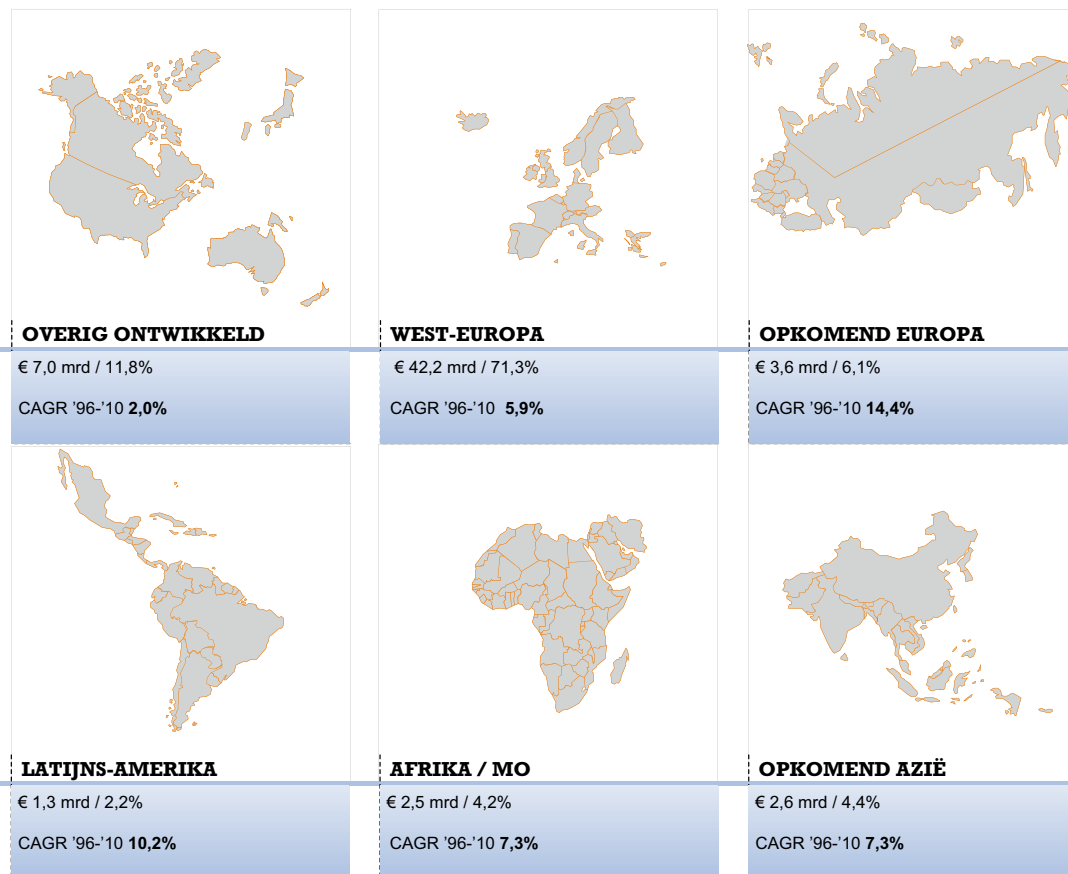 OVERIG ONTWIKKELD
€ 7,0 mrd / 11,8%
CAGR ’96-’10 2,0%
WEST-EUROPA
€ 42,2 mrd / 71,3%
CAGR ’96-’10 5,9%
OPKOMEND EUROPA
€ 3,6 mrd / 6,1%
CAGR ’96-’10 14,4%
LATIJNS-AMERIKA
€ 1,3 mrd / 2,2%
CAGR ’96-’10 10,2%
AFRIKA / MO
€ 2,5 mrd / 4,2%
CAGR ’96-’10 7,3%
OPKOMEND AZIË
€ 2,6 mrd / 4,4%
CAGR ’96-’10 7,3%